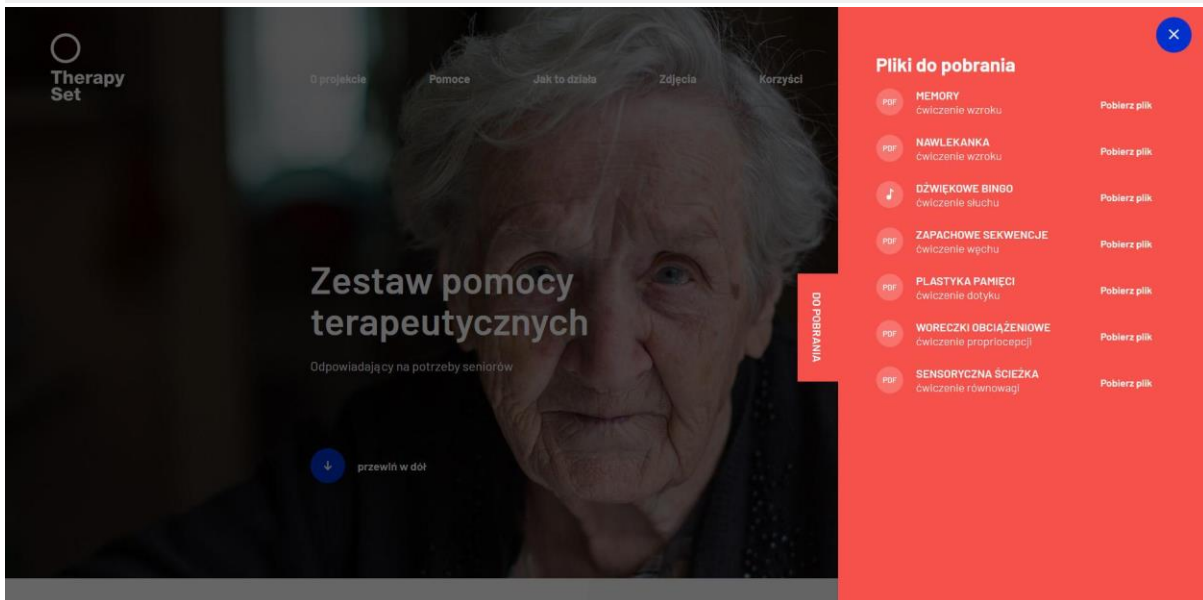 Therapy
Set
O projekcie
Pomoce
Jak to działa
Zdjęcia
Korzyści
Zestaw pomocy
terapeutycznych
Odpowiadający na potrzeby seniorów
przewiń w dół
DO POBRANIA
Pliki do pobrania
PDF
MEMORY
ćwiczenie wzroku
Pobierz plik
PDF
NAWLEKANKA
ćwiczenie wzroku
Pobierz plik
DŹWIĘKOWE BINGO
ćwiczenie słuchu
Pobierz plik
PDF
ZAPACHOWE SEKWENCJE
ćwiczenie węchu
Pobierz plik
PDF
PLASTYKA PAMIĘCI
ćwiczenie dotyku
Pobierz plik
PDF
WORECZKI OBCIĄŻENIOWE
ćwiczenie propriocepcji
Pobierz plik
PDF
SENSORYCZNA ŚCIEŻKA
ćwiczenie równowagi
Pobierz plik